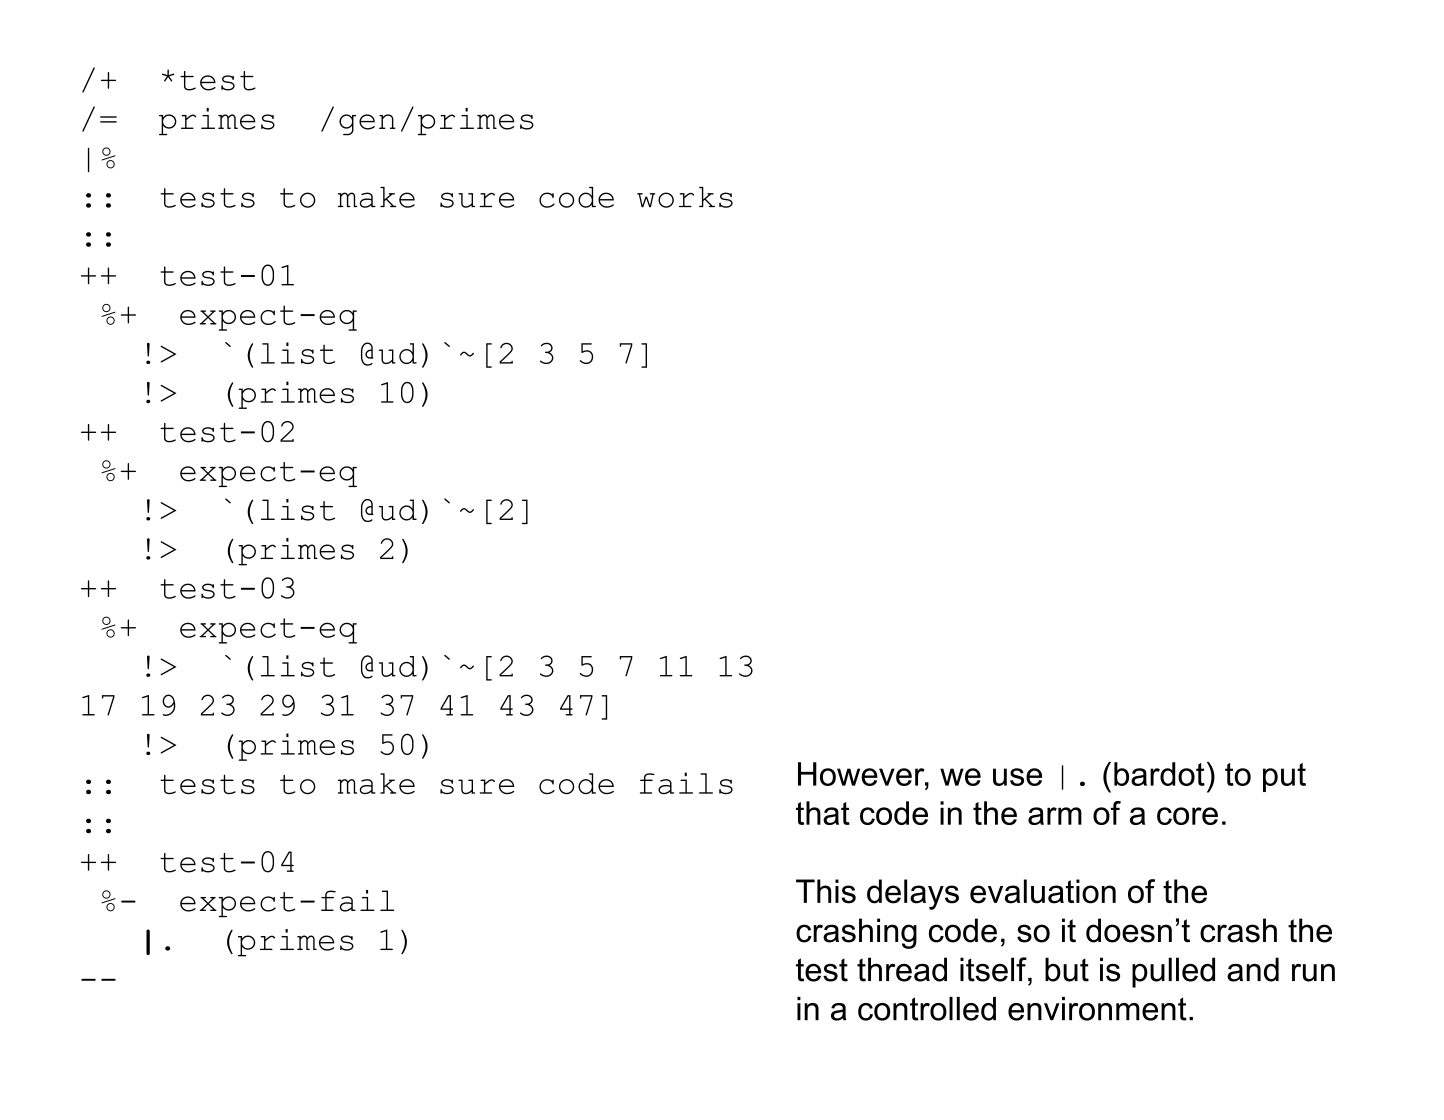 /+  *test
/=  primes  /gen/primes
|%
::  tests to make sure code works
::
++  test-01
 %+  expect-eq
   !>  `(list @ud)`~[2 3 5 7]
   !>  (primes 10)
++  test-02
 %+  expect-eq
   !>  `(list @ud)`~[2]
   !>  (primes 2)
++  test-03
 %+  expect-eq
   !>  `(list @ud)`~[2 3 5 7 11 13
17 19 23 29 31 37 41 43 47]
   !>  (primes 50)
::  tests to make sure code fails
::
++  test-04
 %-  expect-fail
   |.  (primes 1)
--
However, we use |. (bardot) to put
that code in the arm of a core.
This delays evaluation of the
crashing code, so it doesn’t crash the
test thread itself, but is pulled and run
in a controlled environment.